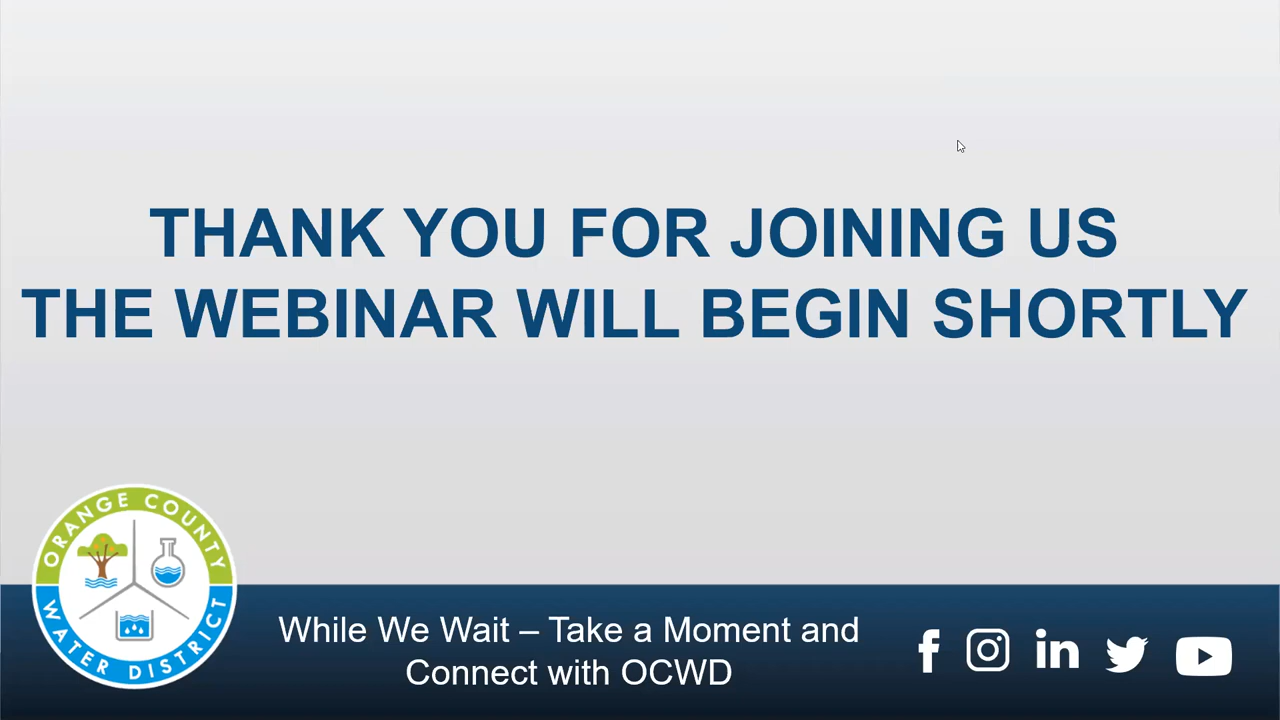 THANK YOU FOR JOINING US
THE WEBINAR WILL BEGIN SHORTLY
ORANGE COUNTY
WATER DISTRICT
While We Wait – Take a Moment and
Connect with OCWD
f
in